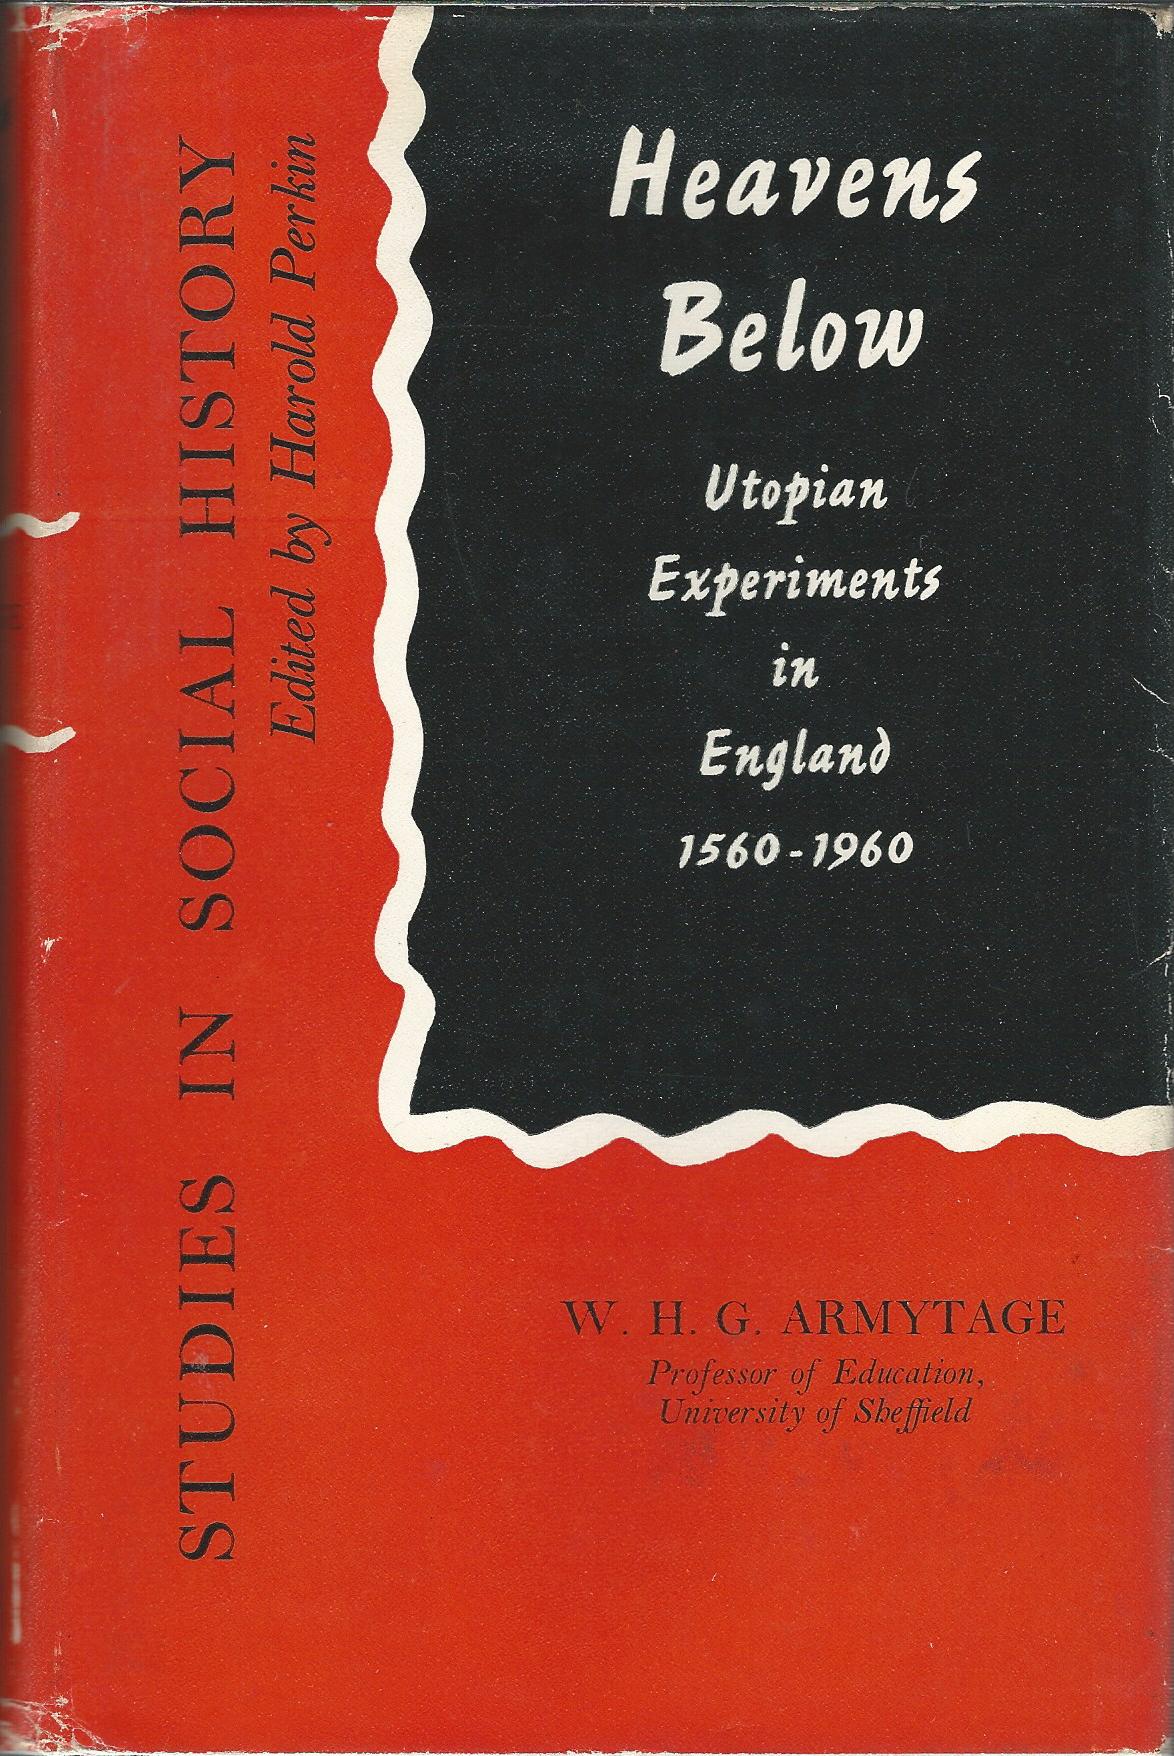 STUDIES IN SOCIAL HISTORY
Edited by Harold Perkin
Heavens
Below
Utopian
Experiments
in
England
1560-1960
W. H. G. ARMYTAGE
Professor of Education,
University of Sheffield